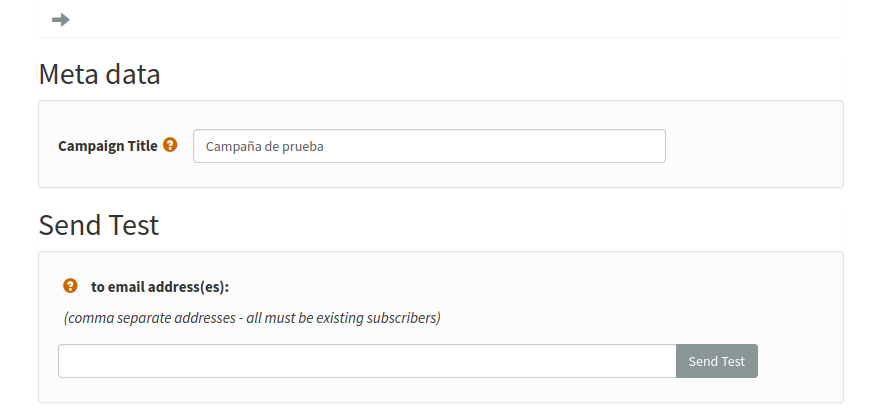 Meta data
Campaign Title ?
Campaña de prueba
Send Test
? to email address(es):
(comma separate addresses - all must be existing subscribers)
Send Test